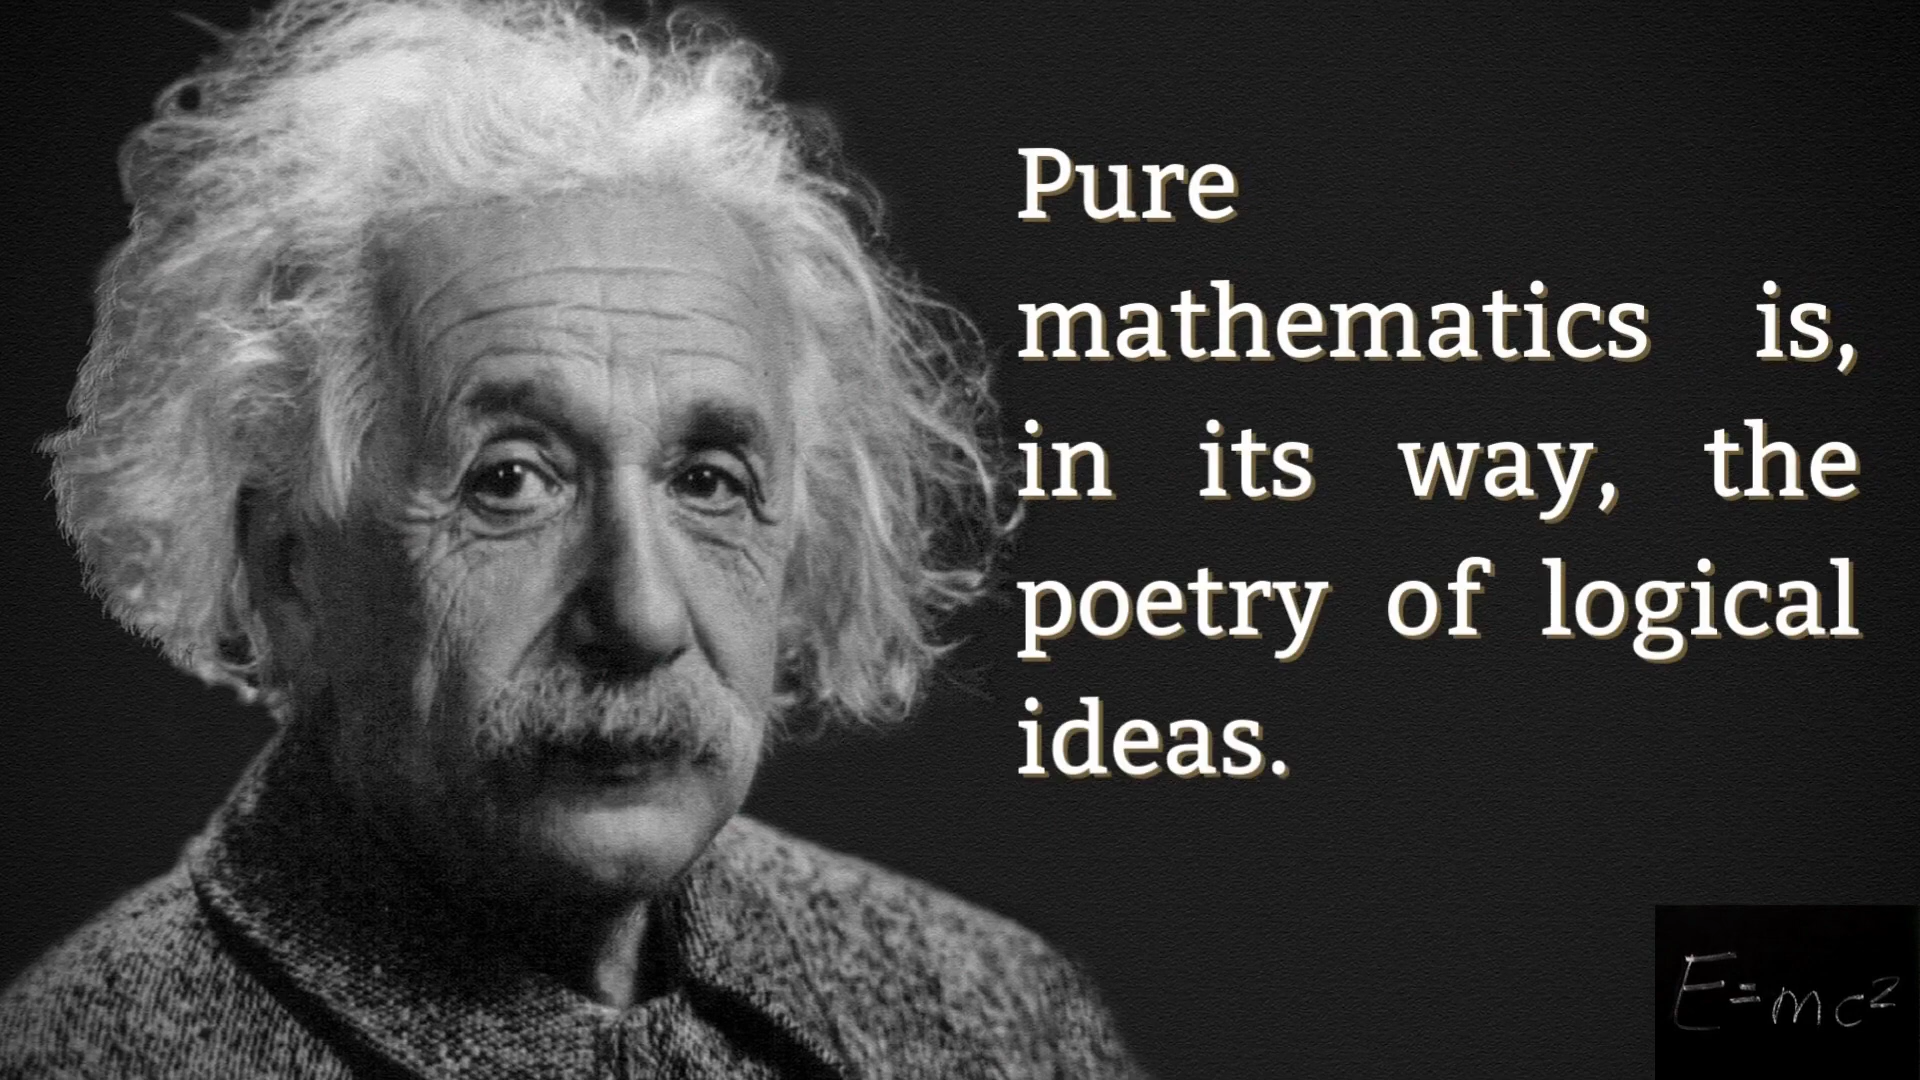 Pure
mathematics is,
in its way, the
poetry of logical
ideas.
E=mc²